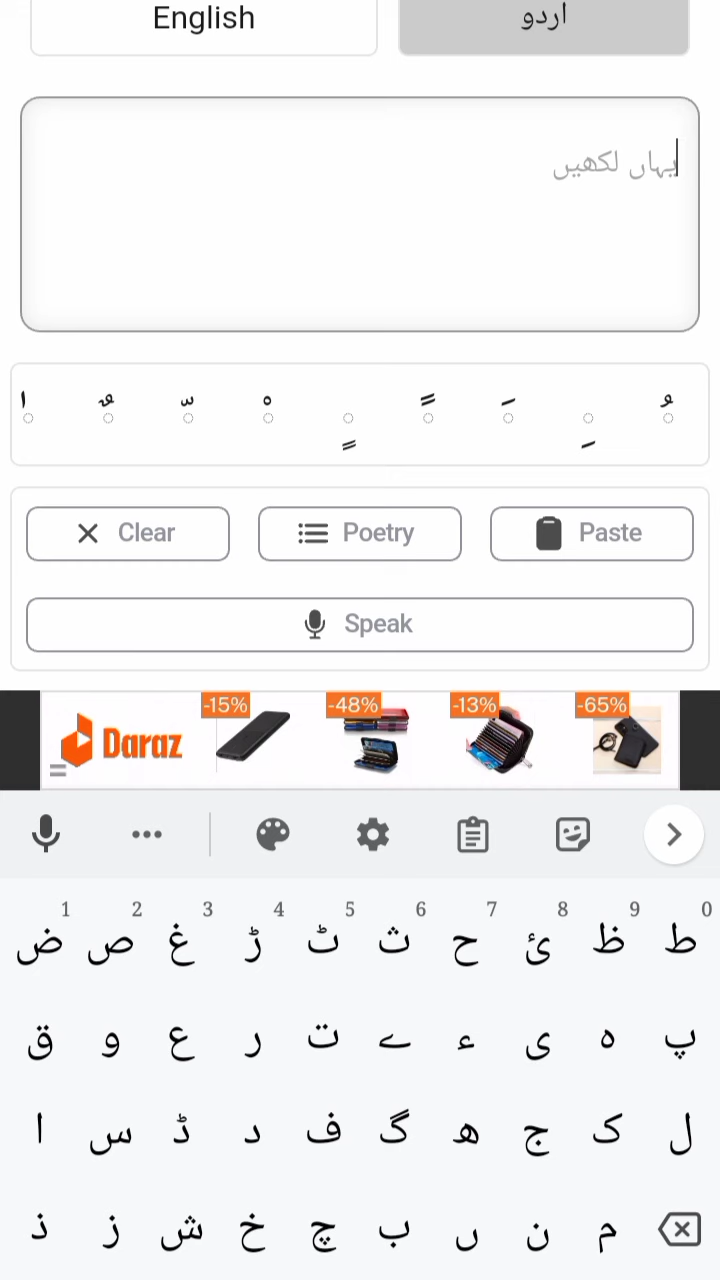 English
اردو
یہاں لکھیں
Clear
Poetry
Paste
Speak
Daraz
-15%
-48%
-13%
-65%
1 2 3 4 5 6 7 8 9 0
ض ص غ ڑ ٹ ث ح ئ ظ ط
ق و ع ر ت ے ء ی ہ پ
ا س ڈ د ف گ ھ ج ک ل
ذ ز ش خ چ ب ں ن م